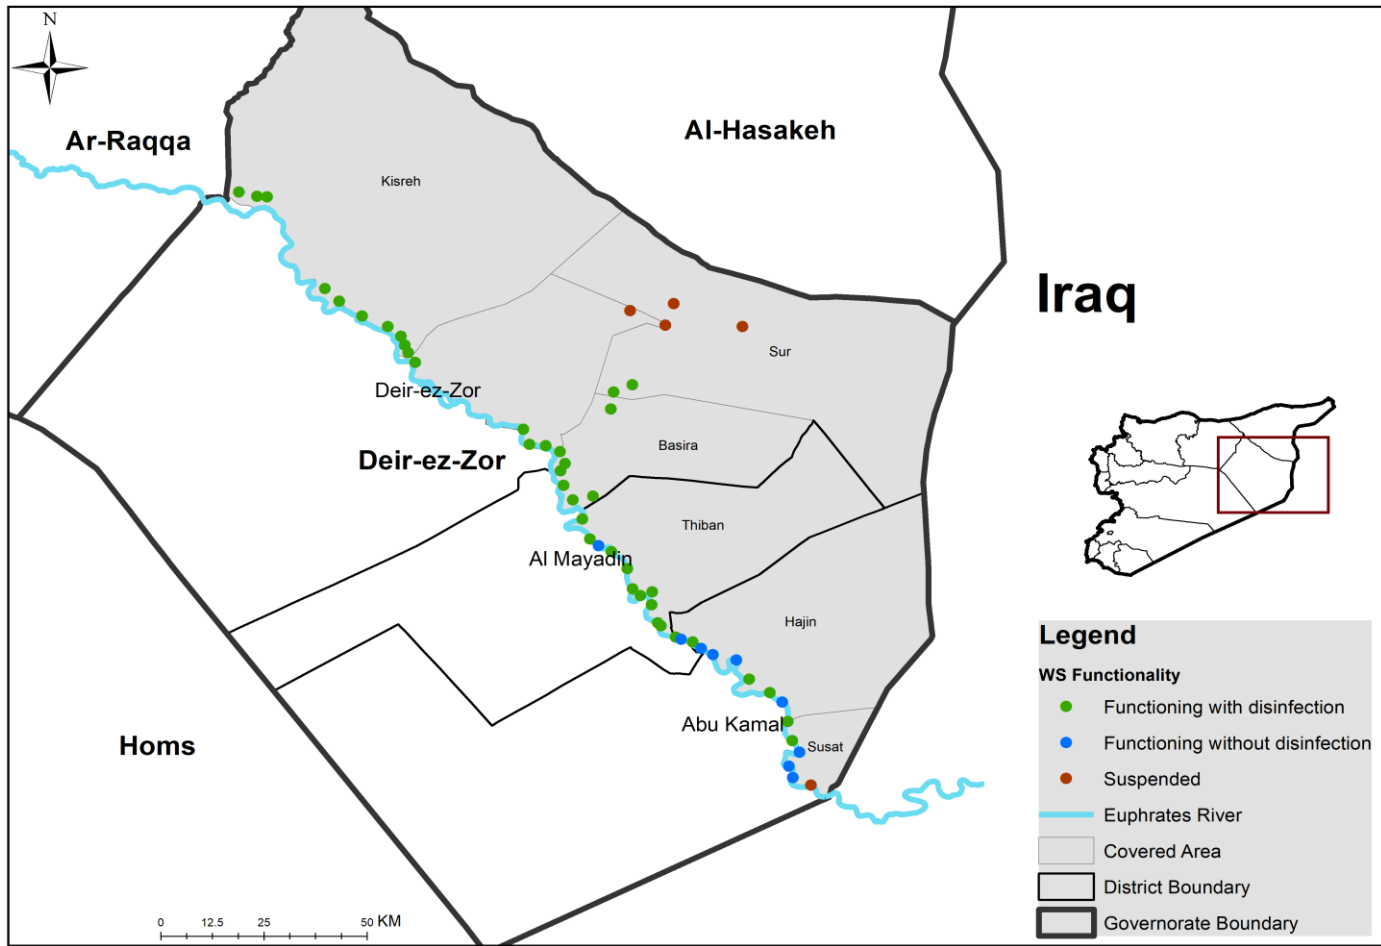 N
Ar-Raqqa
Al-Hasakeh
Kisreh
Iraq
Sur
Deir-ez-Zor
Basira
Deir-ez-Zor
Thiban
Al Mayadin
Hajin
Abu Kamal
Homs
Susat
0 12.5 25 50 KM
Legend
WS Functionality
Functioning with disinfection
Functioning without disinfection
Suspended
Euphrates River
Covered Area
District Boundary
Governorate Boundary